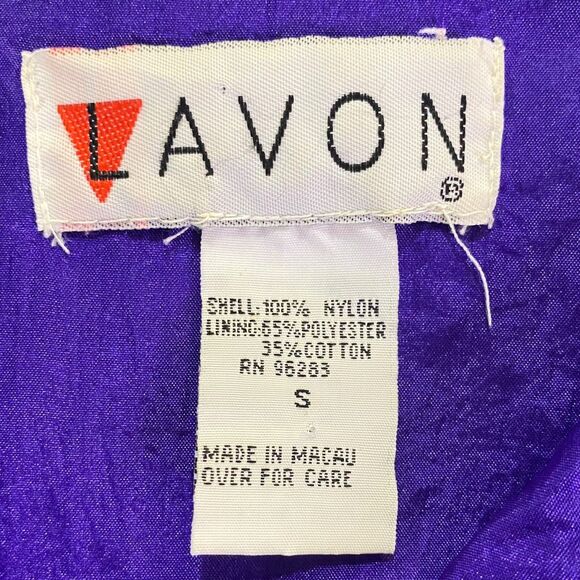 LAVON®
SHELL:100% NYLON
LINING:65%POLYESTER
35%COTTON
RN 96283
S
MADE IN MACAU
OVER FOR CARE